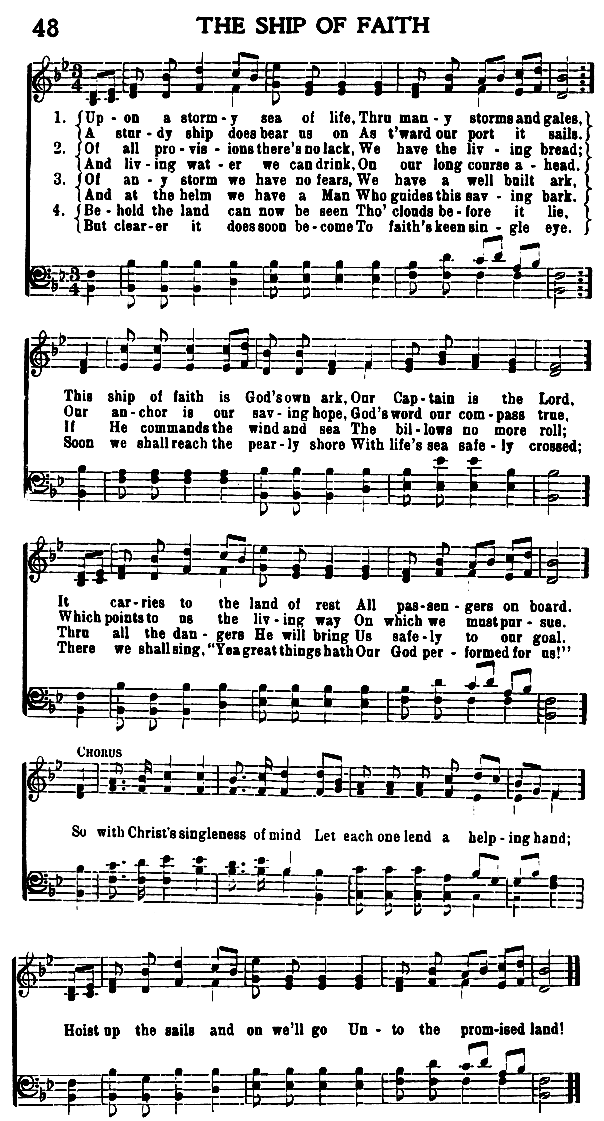 48 THE SHIP OF FAITH
1. Up - on a storm - y sea of life, Thru man - y storms and gales,
A stur - dy ship does bear us on As t'ward our port it sails.
2. Of all pro - vis - ions there's no lack, We have the liv - ing bread;
And liv - ing wat - er we can drink, On our long course a - head.
3. Of an - y storm we have no fears, We have a well built ark,
And at the helm we have a Man Who guides this sav - ing bark.
4. Be - hold the land can now be seen Tho' clouds be - fore it lie,
But clear - er it does soon be - come To faith's keen sin - gle eye.
This ship of faith is God's own ark, Our Cap - tain is the Lord,
Our an - chor is our sav - ing hope, God's word our com - pass true,
If He commands the wind and sea The bil - lows no more roll;
Soon we shall reach the pear - ly shore With life's sea safe - ly crossed;
It car - ries to the land of rest All pas - sen - gers on board.
Which points to us the liv - ing way On which we must pur - sue.
Thru all the dan - gers He will bring Us safe - ly to our goal.
There we shall sing, "Yea great things hath Our God per - formed for us!"
CHORUS
So with Christ's singleness of mind Let each one lend a help - ing hand;
Hoist up the sails and on we'll go Un - to the prom - ised land!